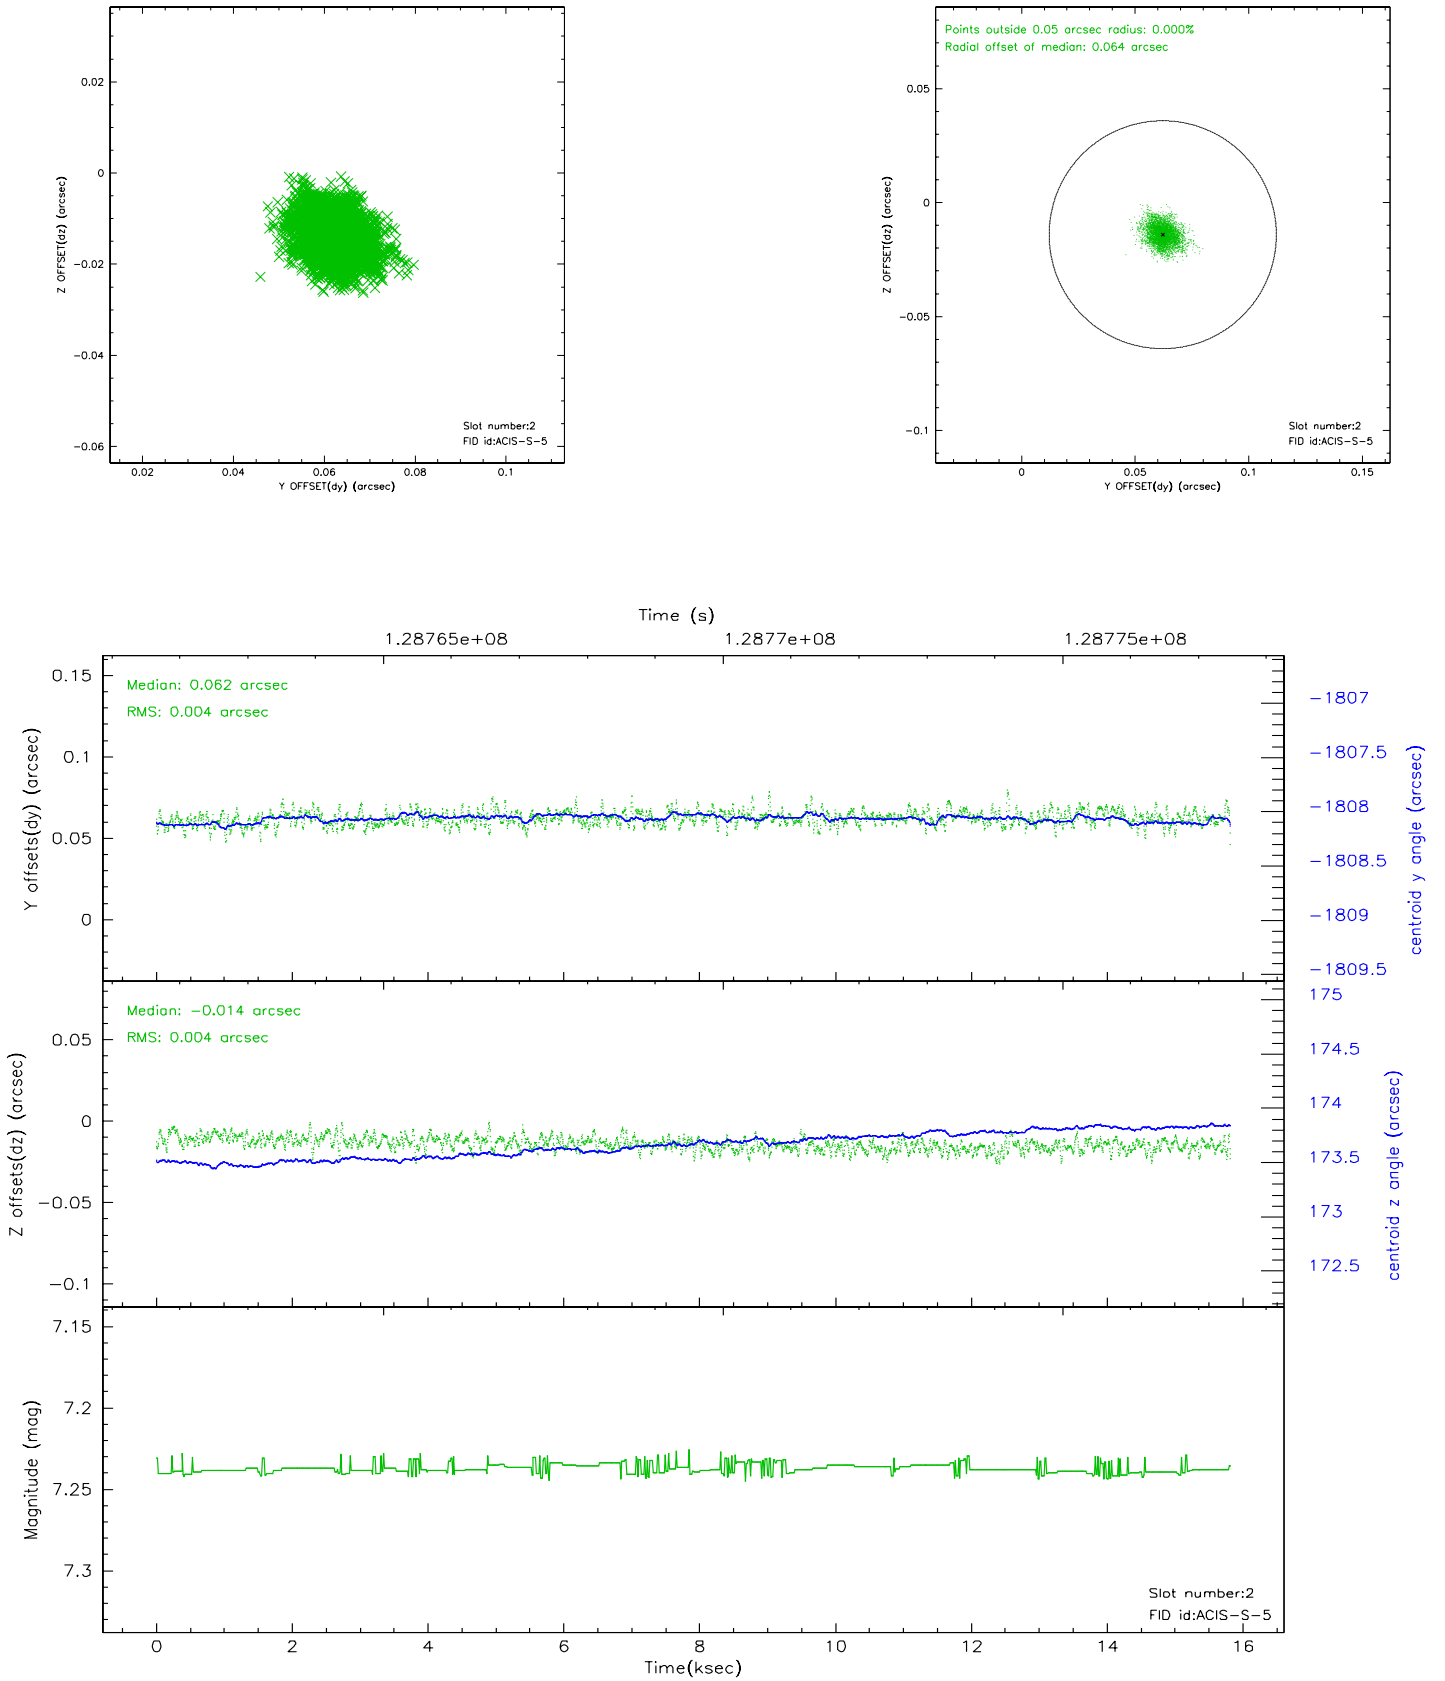 0.02
0
−0.02
−0.04
−0.06
Z OFFSET(dz) (arcsec)
Slot number:2
FID id:ACIS−S−5
0.02
0.04
0.06
0.08
0.1
Y OFFSET(dy) (arcsec)
Points outside 0.05 arcsec radius: 0.000%
Radial offset of median: 0.064 arcsec
0.05
0
−0.05
−0.1
Z OFFSET(dz) (arcsec)
Slot number:2
FID id:ACIS−S−5
0
0.05
0.1
0.15
Y OFFSET(dy) (arcsec)
Time (s)
1.28765e+08
1.2877e+08
1.28775e+08
Median: 0.062 arcsec
RMS: 0.004 arcsec
0.15
0.1
0.05
0
Y offsets(dy) (arcsec)
−1807
−1807.5
−1808
−1808.5
−1809
−1809.5
centroid y angle (arcsec)
Median: −0.014 arcsec
RMS: 0.004 arcsec
0.05
0
−0.05
−0.1
Z offsets(dz) (arcsec)
175
174.5
174
173.5
173
172.5
centroid z angle (arcsec)
7.15
7.2
7.25
7.3
Magnitude (mag)
Slot number:2
FID id:ACIS−S−5
0
2
4
6
8
10
12
14
16
Time(ksec)